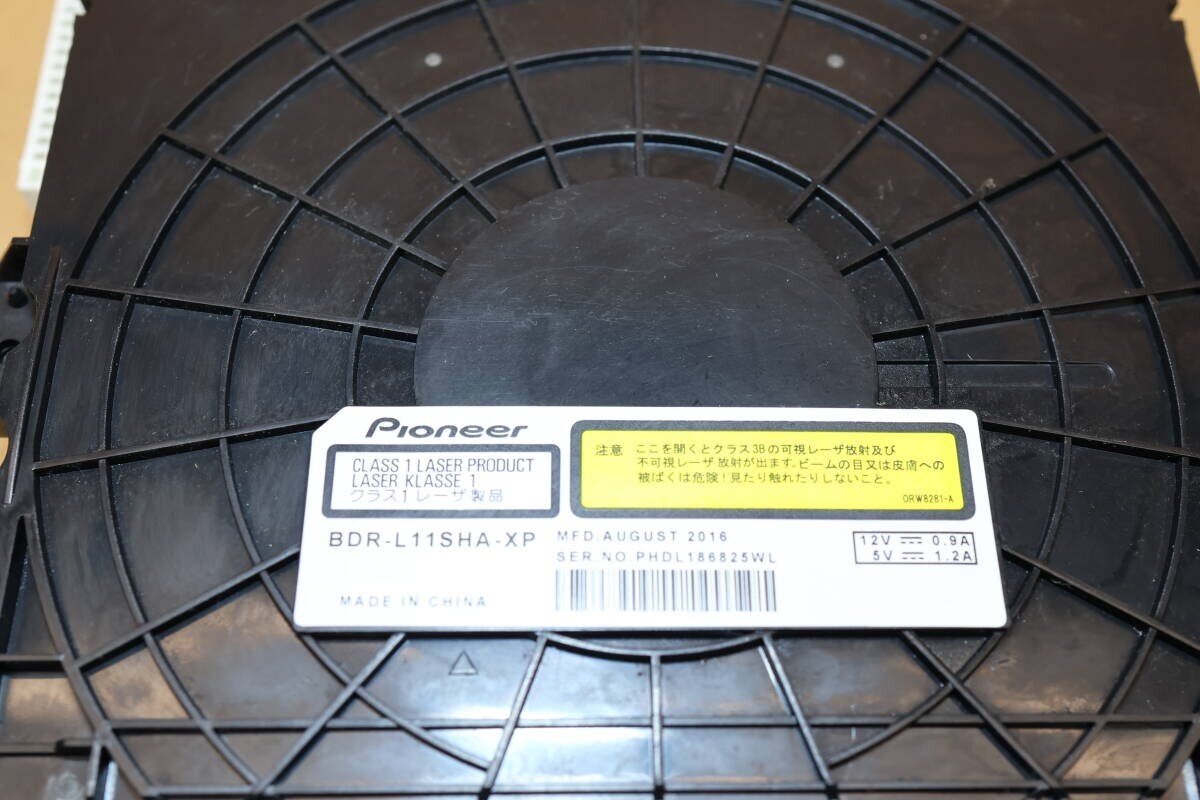 Pioneer
CLASS 1 LASER PRODUCT
LASER KLASSE 1
クラス1 レーザ製品
注意 ここを開くとクラス3Bの可視レーザ放射及び
不可視レーザ放射が出ます。ビームの目又は皮膚への
被ばくは危険!見たり触れたりしないこと。
ORW8281-A
BDR-L11SHA-XP
MFD.AUGUST 2016
SER.NO.PHDL186825WL
12V ⎓ 0.9A
5V ⎓ 1.2A
MADE IN CHINA